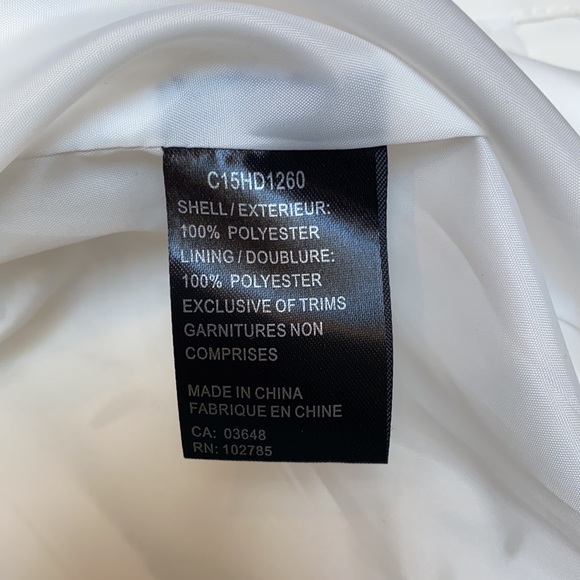 C15HD1260
SHELL / EXTERIEUR:
100% POLYESTER
LINING / DOUBLURE:
100% POLYESTER
EXCLUSIVE OF TRIMS
GARNITURES NON
COMPRISES
MADE IN CHINA
FABRIQUE EN CHINE
CA: 03648
RN: 102785